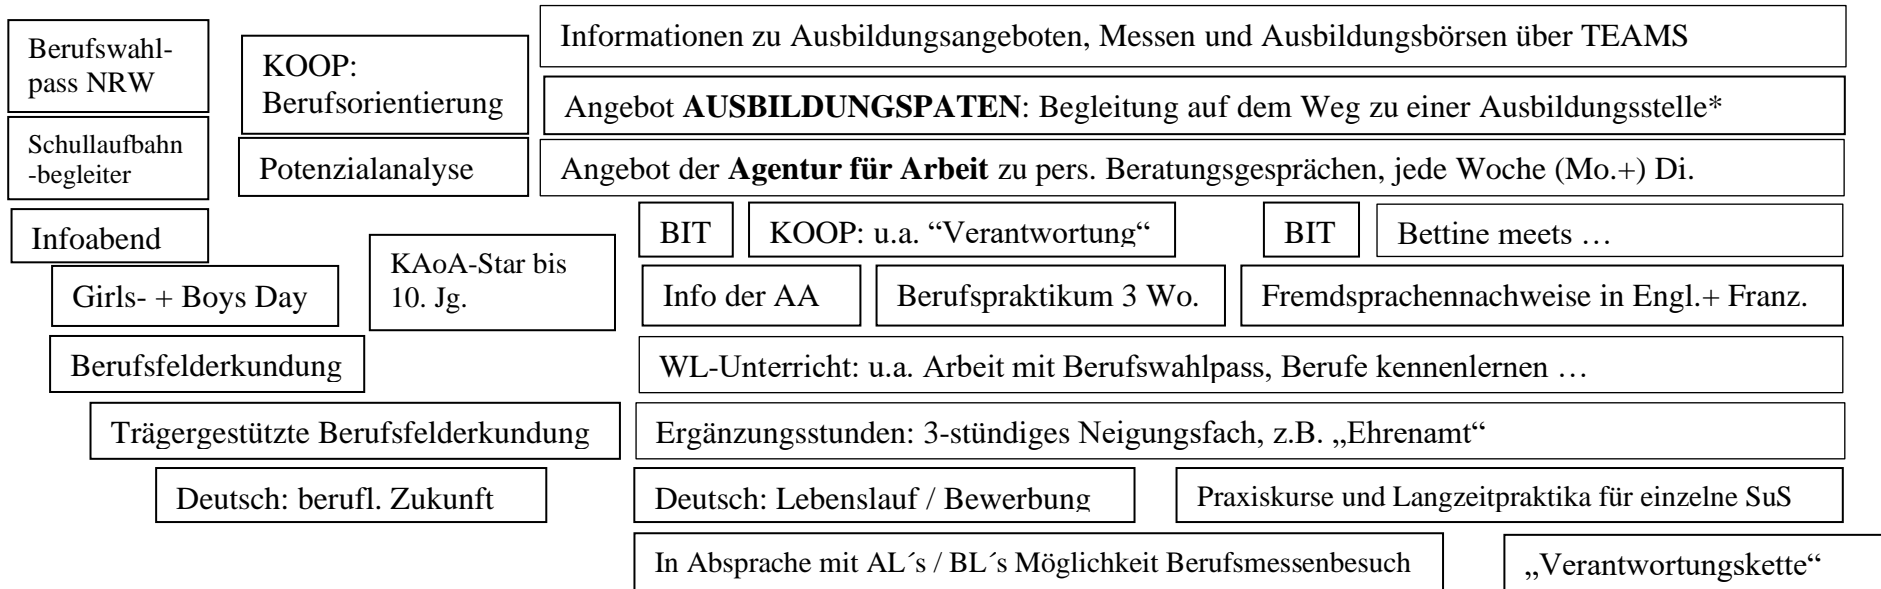 Berufswahl-
pass NRW
KOOP:
Berufsorientierung
Informationen zu Ausbildungsangeboten, Messen und Ausbildungsbörsen über TEAMS
Angebot AUSBILDUNGSPATEN: Begleitung auf dem Weg zu einer Ausbildungsstelle*
Schullaufbahn
-begleiter
Potenzialanalyse
Angebot der Agentur für Arbeit zu pers. Beratungsgesprächen, jede Woche (Mo.+) Di.
Infoabend
KAoA-Star bis
10. Jg.
BIT
KOOP: u.a. “Verantwortung“
BIT
Bettine meets …
Girls- + Boys Day
Info der AA
Berufspraktikum 3 Wo.
Fremdsprachennachweise in Engl.+ Franz.
Berufsfelderkundung
WL-Unterricht: u.a. Arbeit mit Berufswahlpass, Berufe kennenlernen …
Trägergestützte Berufsfelderkundung
Ergänzungsstunden: 3-stündiges Neigungsfach, z.B. „Ehrenamt“
Deutsch: berufl. Zukunft
Deutsch: Lebenslauf / Bewerbung
Praxiskurse und Langzeitpraktika für einzelne SuS
In Absprache mit AL´s / BL´s Möglichkeit Berufsmessenbesuch
„Verantwortungskette“